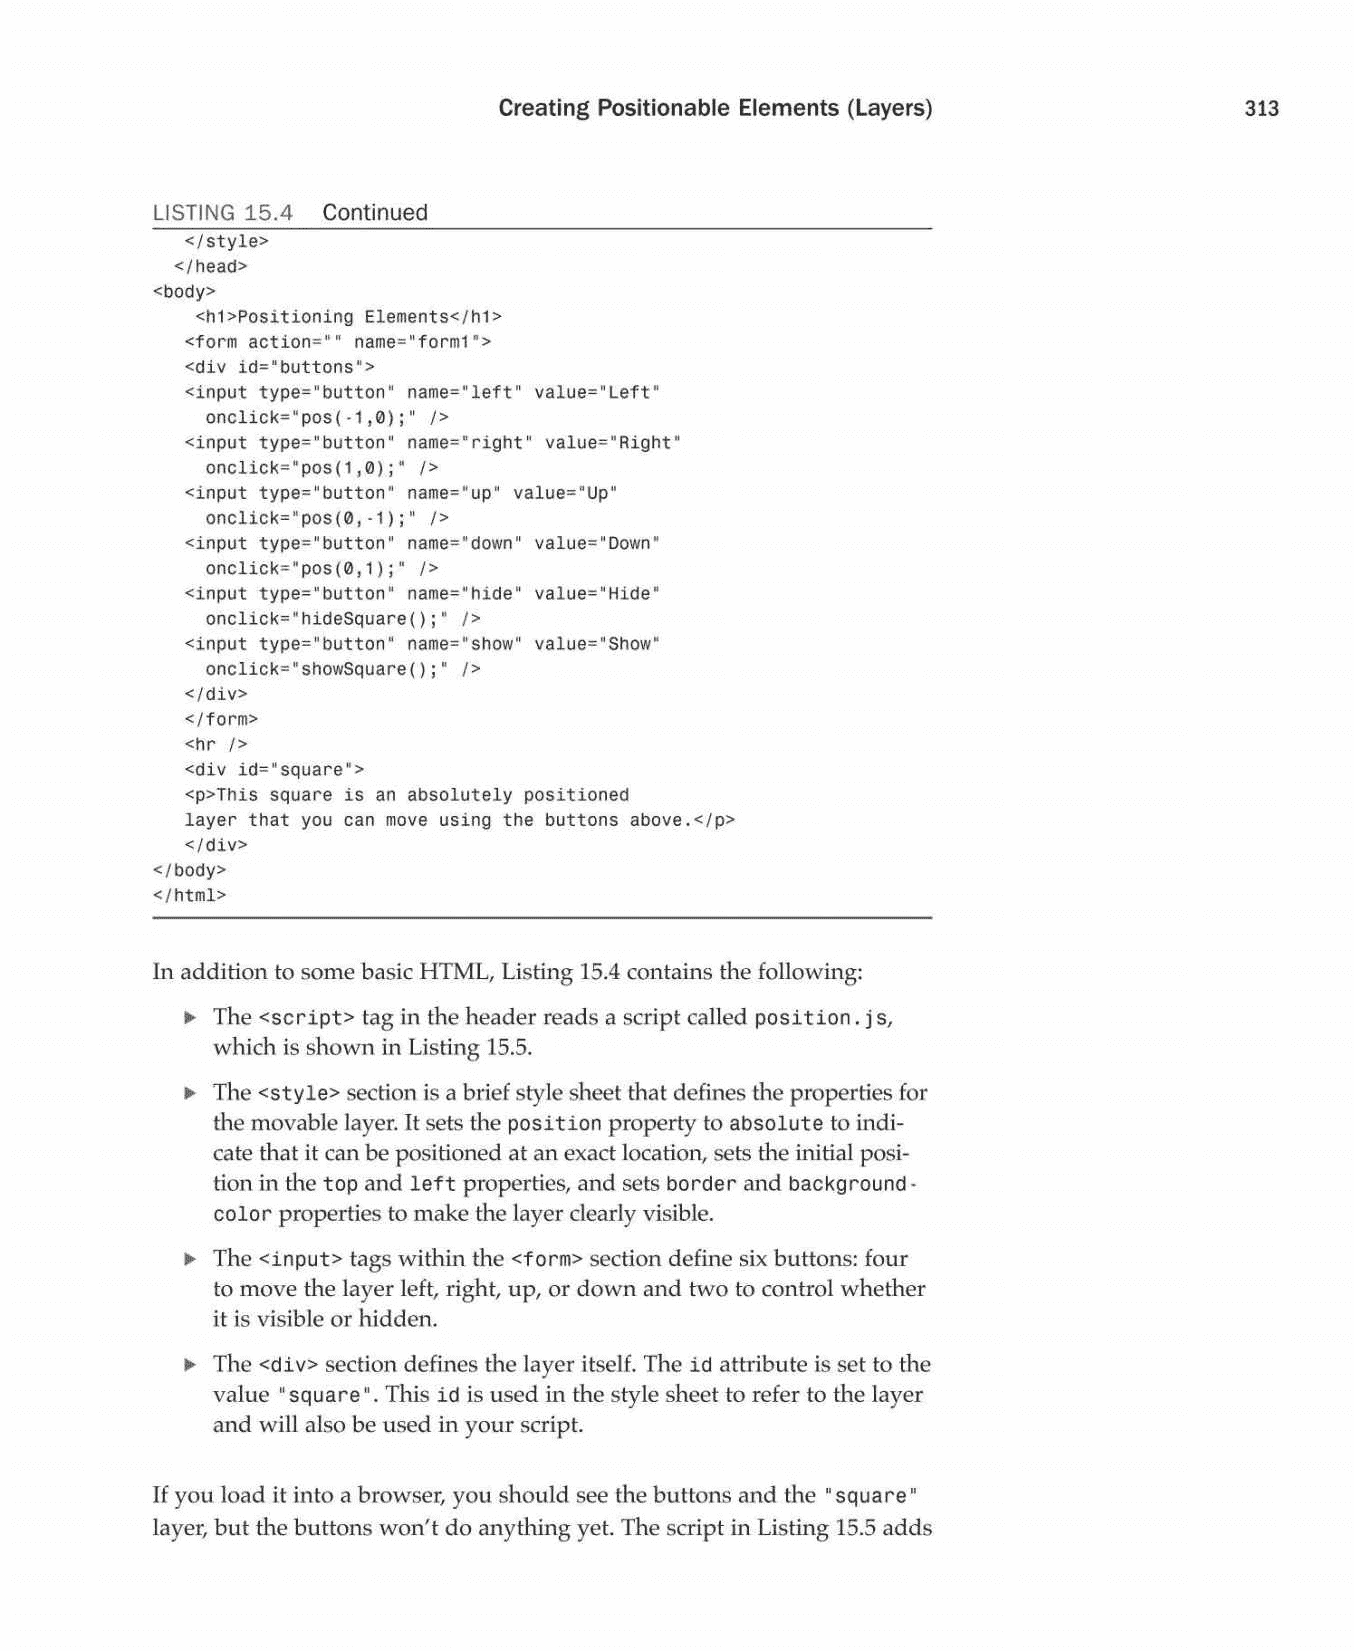 Creating Positionable Elements (Layers) 313
LISTING 15.4 Continued
</style>
</head>
<body>
<h1>Positioning Elements</h1>
<form action="" name="form1">
<div id="buttons">
<input type="button" name="left" value="Left"
onclick="pos(-1,0);" />
<input type="button" name="right" value="Right"
onclick="pos(1,0);" />
<input type="button" name="up" value="Up"
onclick="pos(0,-1);" />
<input type="button" name="down" value="Down"
onclick="pos(0,1);" />
<input type="button" name="hide" value="Hide"
onclick="hideSquare();" />
<input type="button" name="show" value="Show"
onclick="showSquare();" />
</div>
</form>
<hr />
<div id="square">
<p>This square is an absolutely positioned
layer that you can move using the buttons above.</p>
</div>
</body>
</html>
In addition to some basic HTML, Listing 15.4 contains the following:
The <script> tag in the header reads a script called position.js,
which is shown in Listing 15.5.
The <style> section is a brief style sheet that defines the properties for
the movable layer. It sets the position property to absolute to indi-
cate that it can be positioned at an exact location, sets the initial posi-
tion in the top and left properties, and sets border and background-
color properties to make the layer clearly visible.
The <input> tags within the <form> section define six buttons: four
to move the layer left, right, up, or down and two to control whether
it is visible or hidden.
The <div> section defines the layer itself. The id attribute is set to the
value "square". This id is used in the style sheet to refer to the layer
and will also be used in your script.
If you load it into a browser, you should see the buttons and the "square"
layer, but the buttons won't do anything yet. The script in Listing 15.5 adds